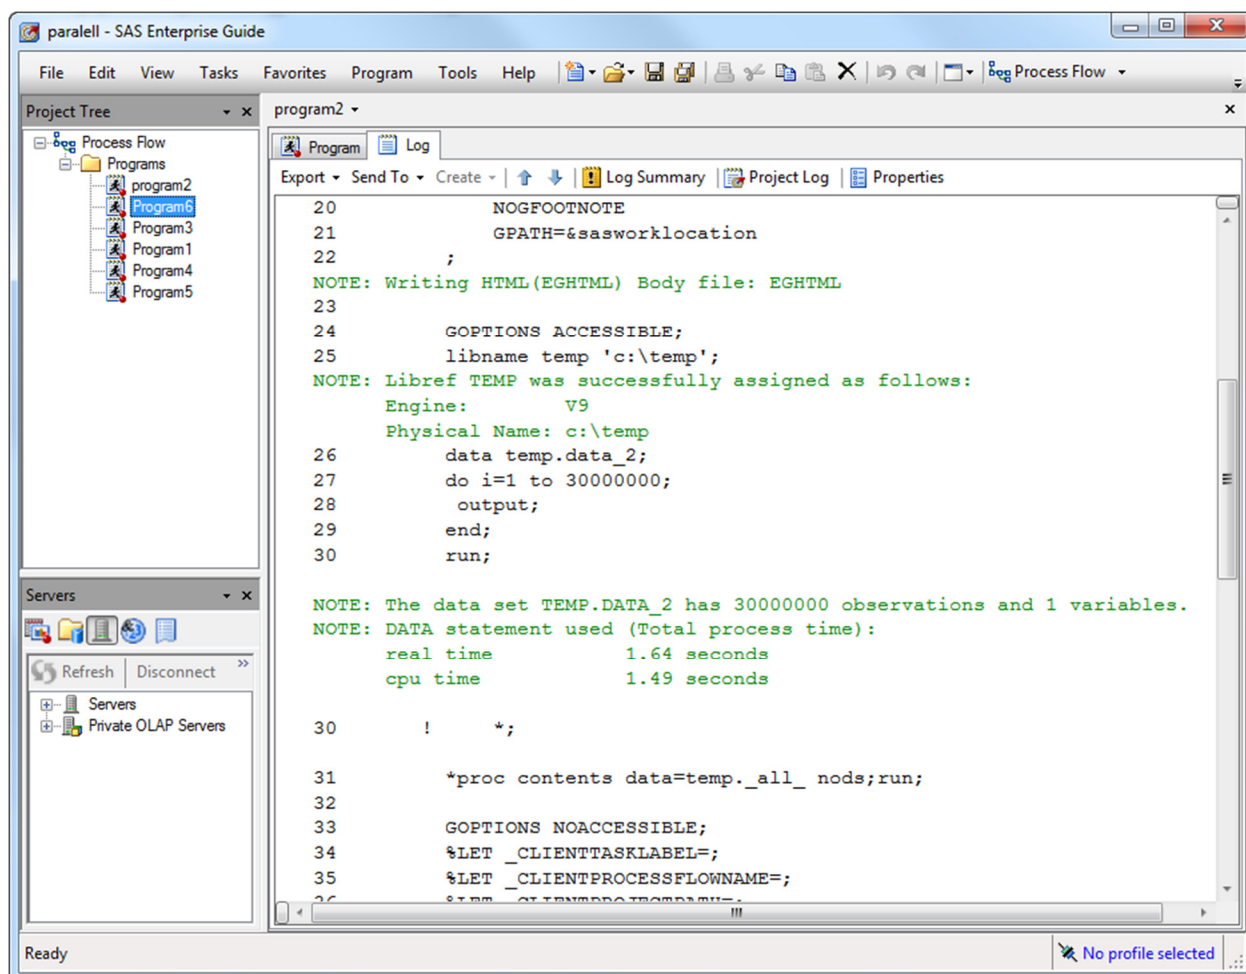 paralell - SAS Enterprise Guide
File Edit View Tasks Favorites Program Tools Help Process Flow
Project Tree
Process Flow
Programs
program2
Program6
Program3
Program1
Program4
Program5
Servers
Refresh Disconnect »
Servers
Private OLAP Servers
program2
Program Log
Export Send To Create Log Summary Project Log Properties
20 NOGFOOTNOTE
21 GPATH=&sasworklocation
22 ;
NOTE: Writing HTML(EGHTML) Body file: EGHTML
23
24 GOPTIONS ACCESSIBLE;
25 libname temp 'c:\temp';
NOTE: Libref TEMP was successfully assigned as follows:
Engine: V9
Physical Name: c:\temp
26 data temp.data_2;
27 do i=1 to 30000000;
28 output;
29 end;
30 run;
NOTE: The data set TEMP.DATA_2 has 30000000 observations and 1 variables.
NOTE: DATA statement used (Total process time):
real time 1.64 seconds
cpu time 1.49 seconds
30 ! *;
31 *proc contents data=temp._all_ nods;run;
32
33 GOPTIONS NOACCESSIBLE;
34 %LET _CLIENTTASKLABEL=;
35 %LET _CLIENTPROCESSFLOWNAME=;
36 %LET _CLIENTPROJECTPATH=;
Ready
No profile selected